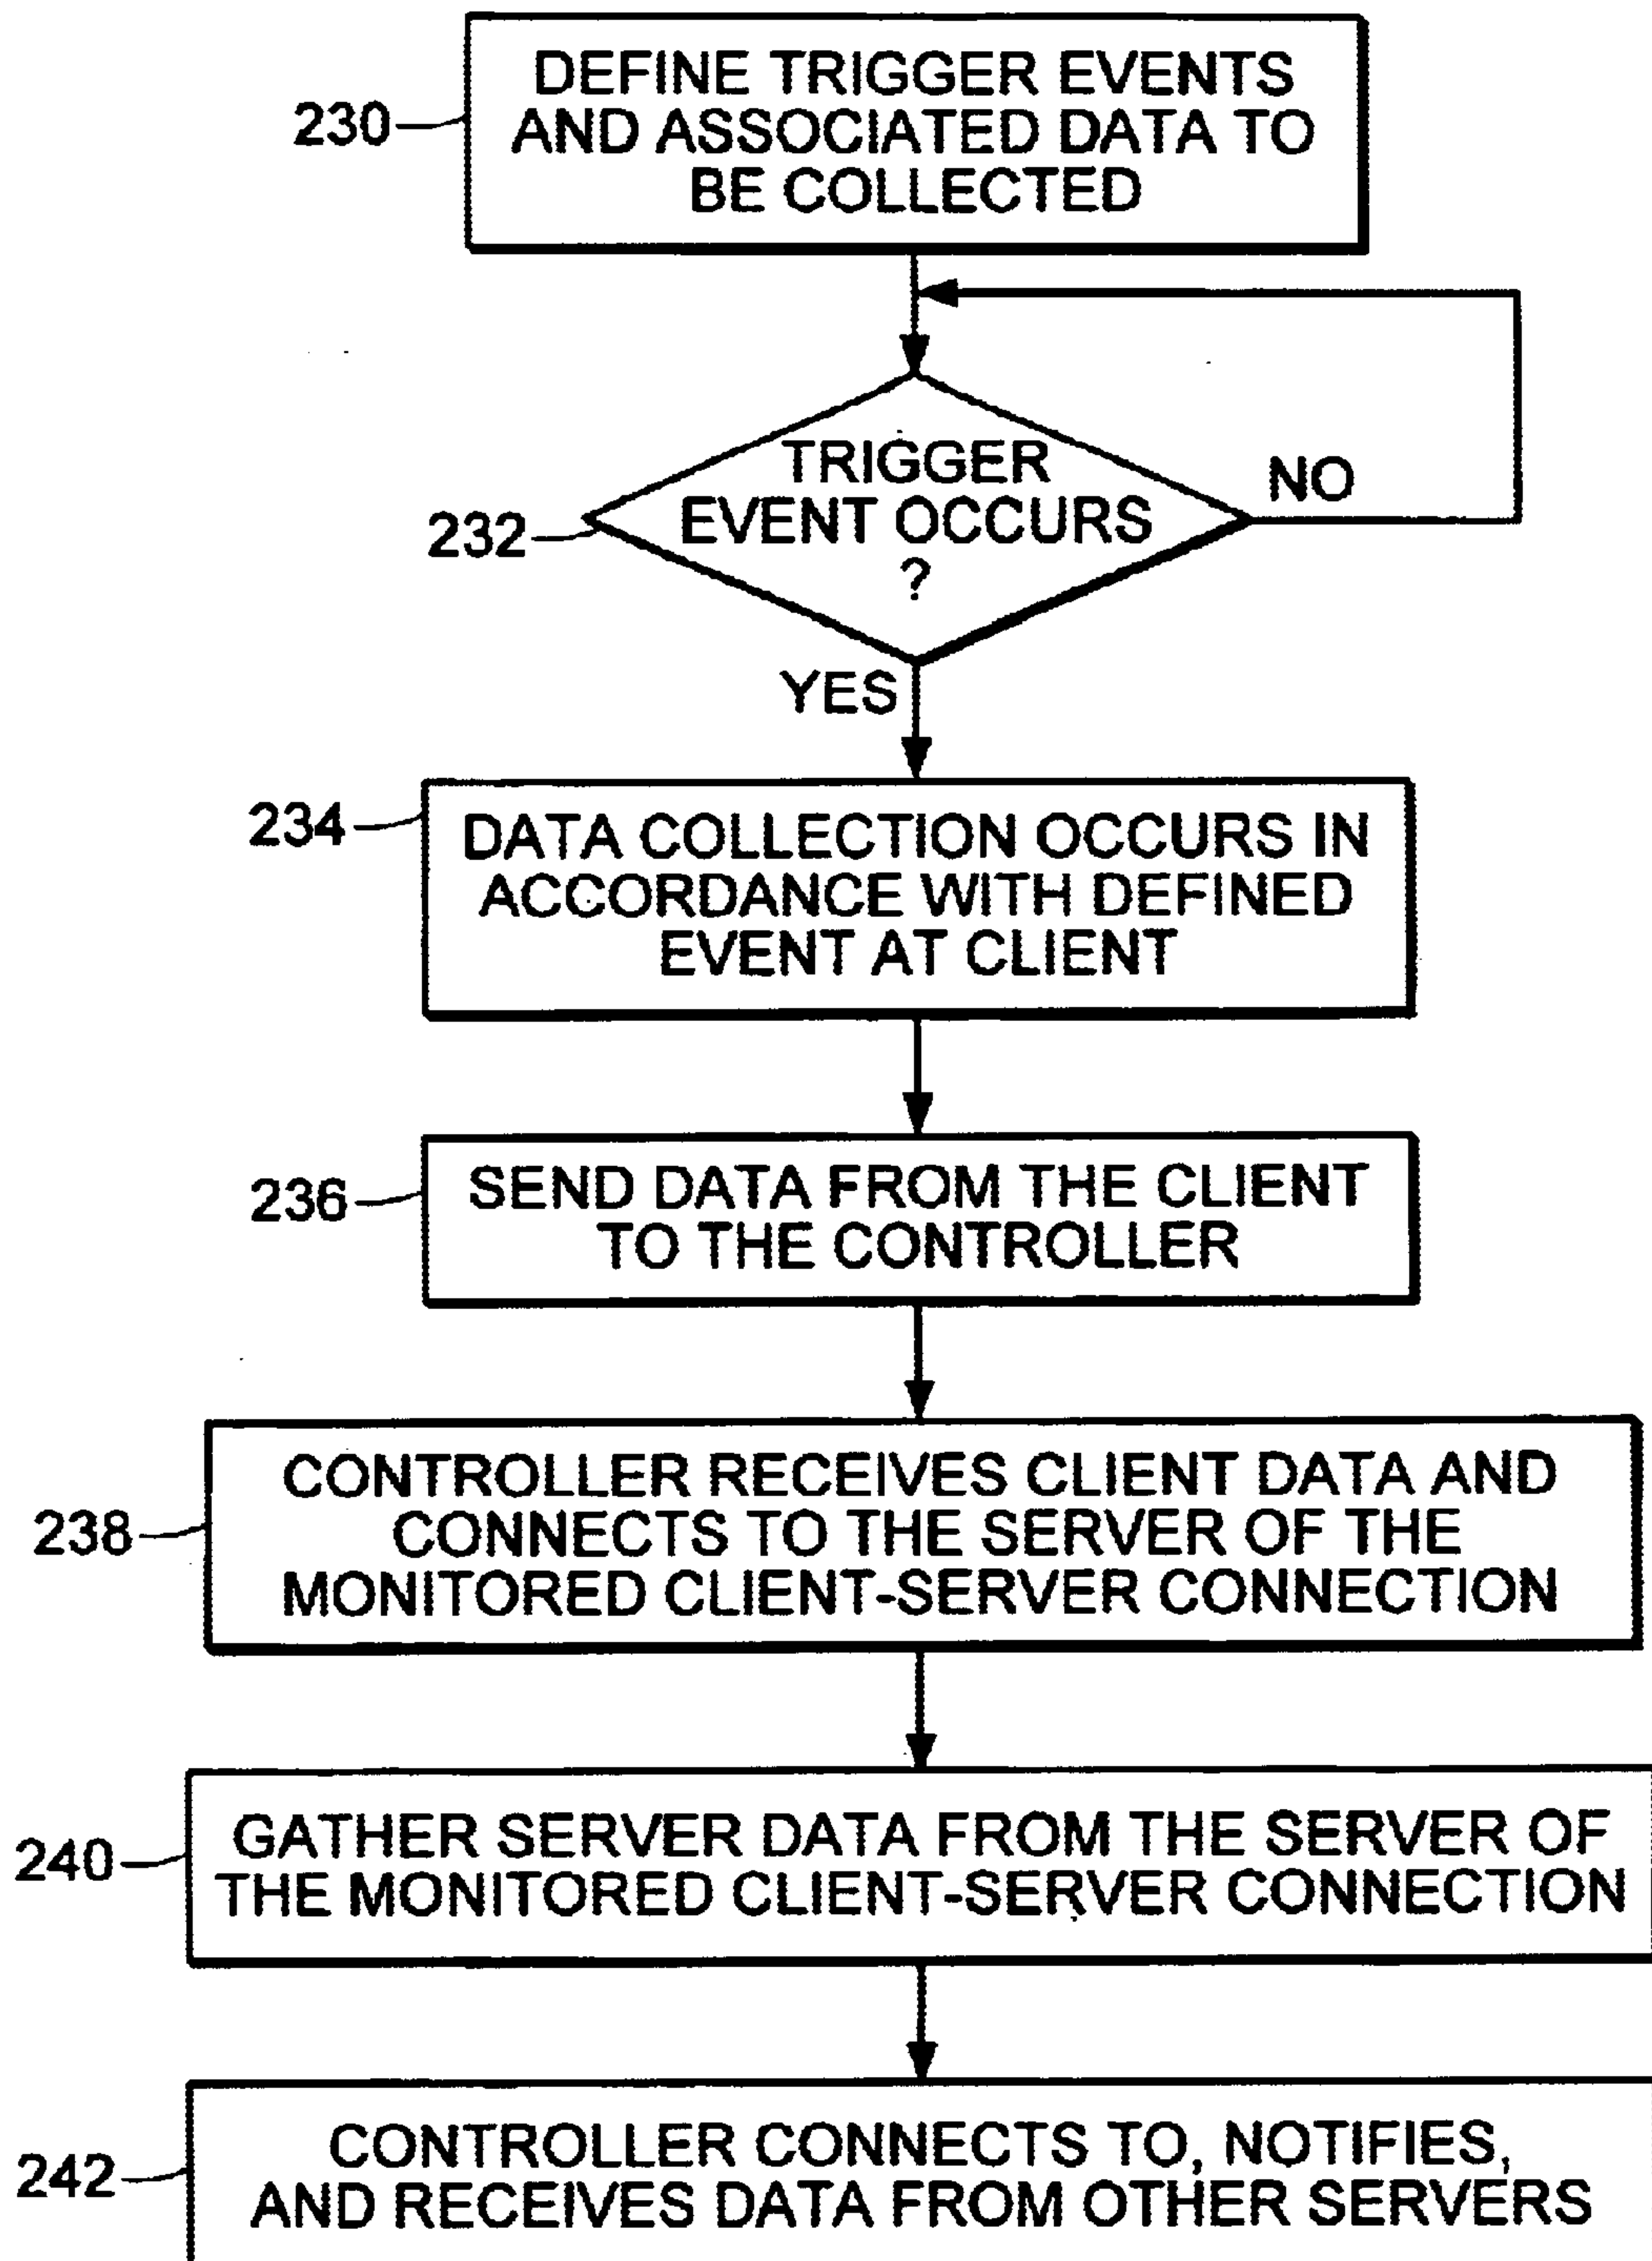 DEFINE TRIGGER EVENTS
230 AND ASSOCIATED DATA TO
BE COLLECTED
TRIGGER
NO
232 EVENT OCCURS
?
YES
234 DATA COLLECTION OCCURS IN
ACCORDANCE WITH DEFINED
EVENT AT CLIENT
236 SEND DATA FROM THE CLIENT
TO THE CONTROLLER
CONTROLLER RECEIVES CLIENT DATA AND
238 CONNECTS TO THE SERVER OF THE
MONITORED CLIENT-SERVER CONNECTION
240 GATHER SERVER DATA FROM THE SERVER OF
THE MONITORED CLIENT-SERVER CONNECTION
242 CONTROLLER CONNECTS TO, NOTIFIES,
AND RECEIVES DATA FROM OTHER SERVERS